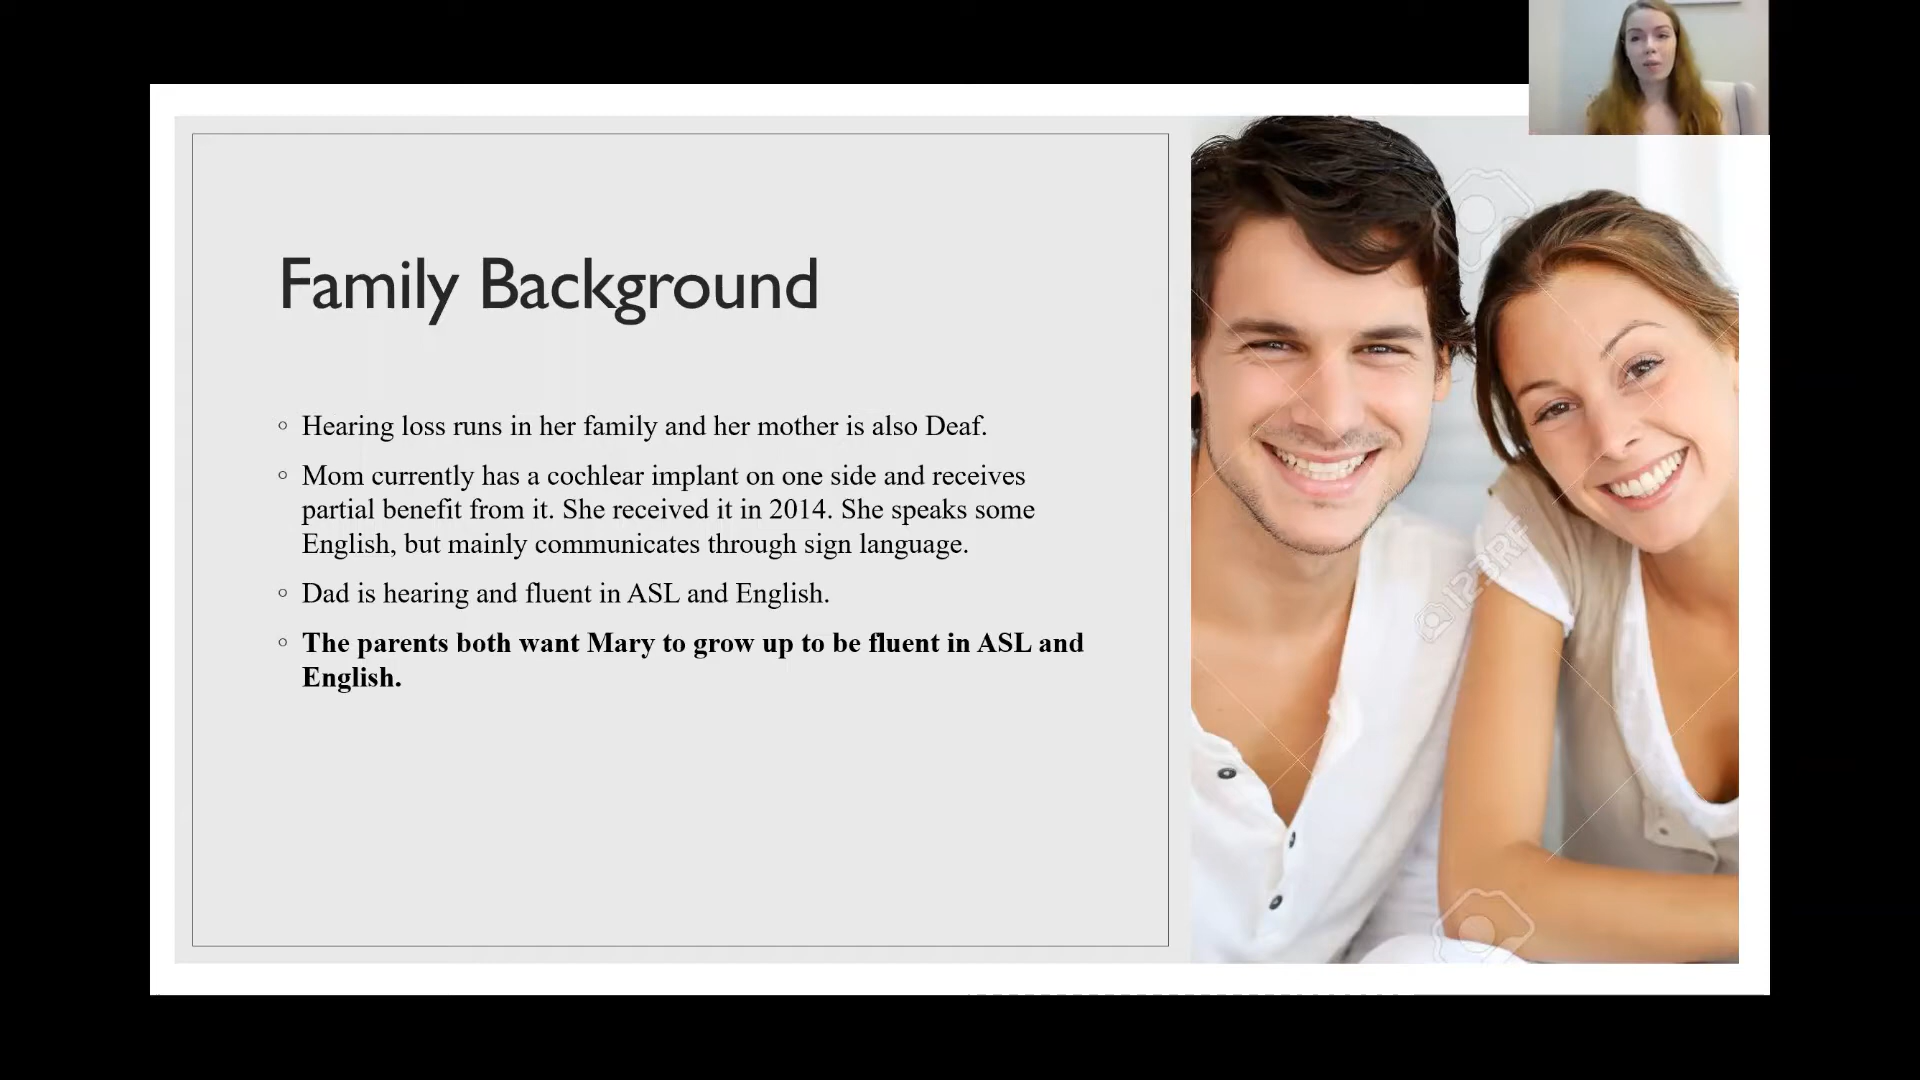 Family Background
◦ Hearing loss runs in her family and her mother is also Deaf.
◦ Mom currently has a cochlear implant on one side and receives
partial benefit from it. She received it in 2014. She speaks some
English, but mainly communicates through sign language.
◦ Dad is hearing and fluent in ASL and English.
◦ The parents both want Mary to grow up to be fluent in ASL and
English.
123RF